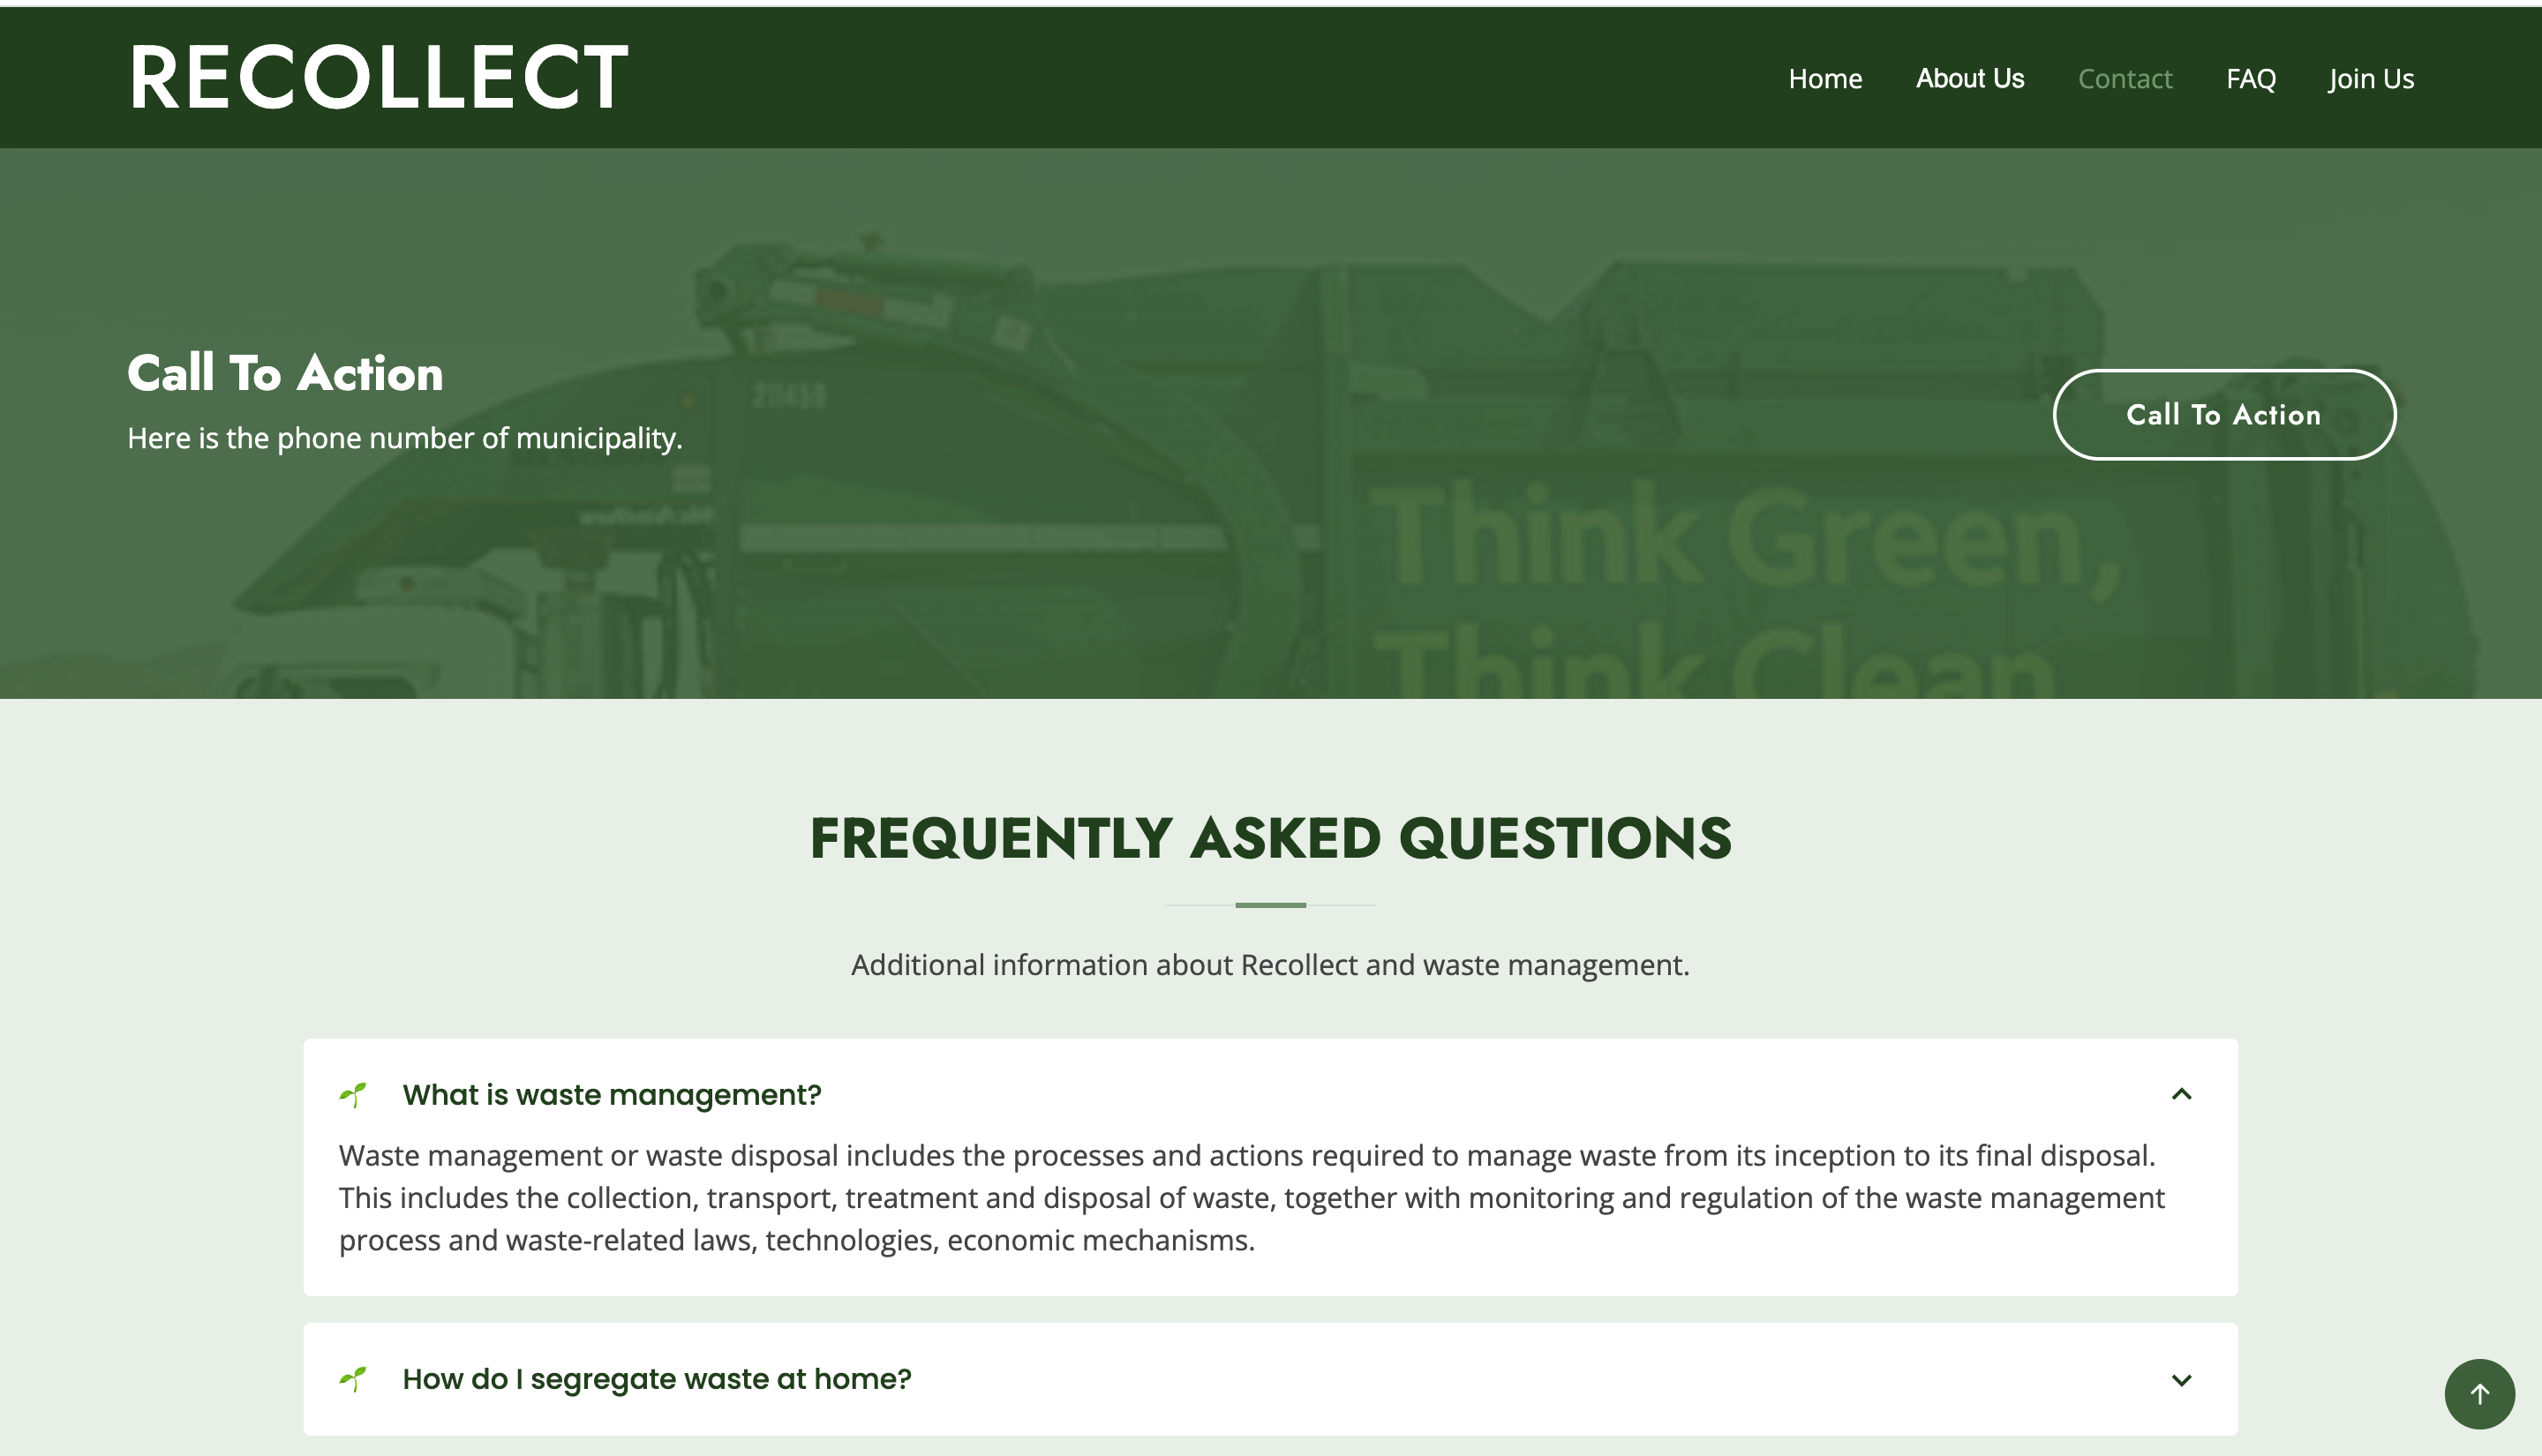 RECOLLECT
Home About Us Contact FAQ Join Us
Call To Action
Here is the phone number of municipality.
Call To Action
211450
Think Green,
Think Clean
FREQUENTLY ASKED QUESTIONS
Additional information about Recollect and waste management.
What is waste management?
Waste management or waste disposal includes the processes and actions required to manage waste from its inception to its final disposal.
This includes the collection, transport, treatment and disposal of waste, together with monitoring and regulation of the waste management
process and waste-related laws, technologies, economic mechanisms.
How do I segregate waste at home?